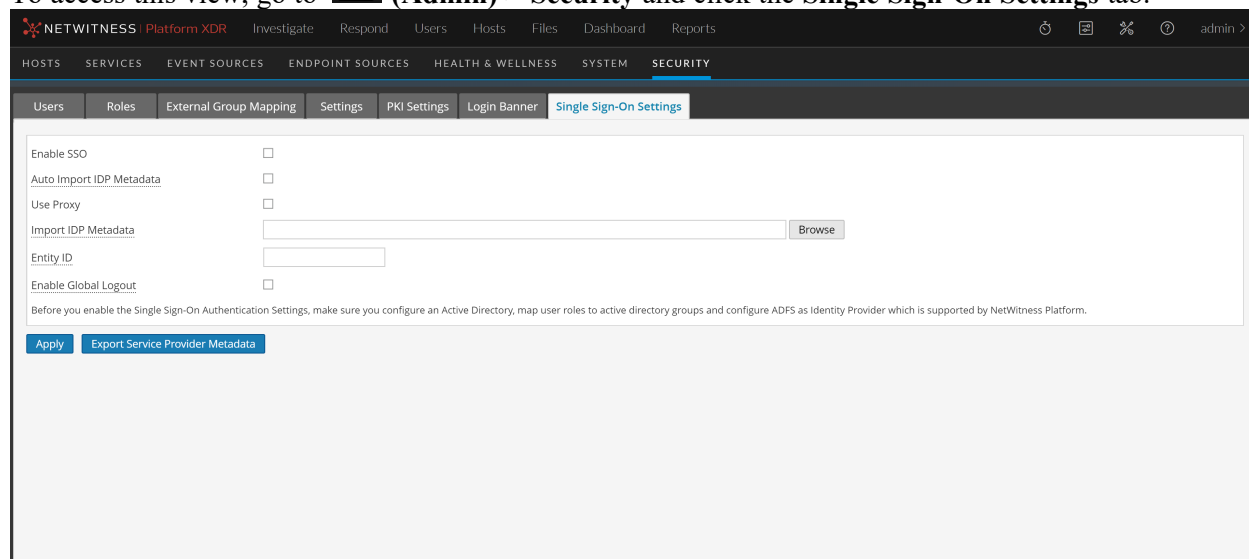 To access this view, go to (Admin) > Security and click the Single Sign-On Settings tab.
NETWITNESS Platform XDR Investigate Respond Users Hosts Files Dashboard Reports admin >
HOSTS SERVICES EVENT SOURCES ENDPOINT SOURCES HEALTH & WELLNESS SYSTEM SECURITY
Users Roles External Group Mapping Settings PKI Settings Login Banner Single Sign-On Settings
Enable SSO
Auto Import IDP Metadata
Use Proxy
Import IDP Metadata Browse
Entity ID
Enable Global Logout
Before you enable the Single Sign-On Authentication Settings, make sure you configure an Active Directory, map user roles to active directory groups and configure ADFS as Identity Provider which is supported by NetWitness Platform.
Apply Export Service Provider Metadata